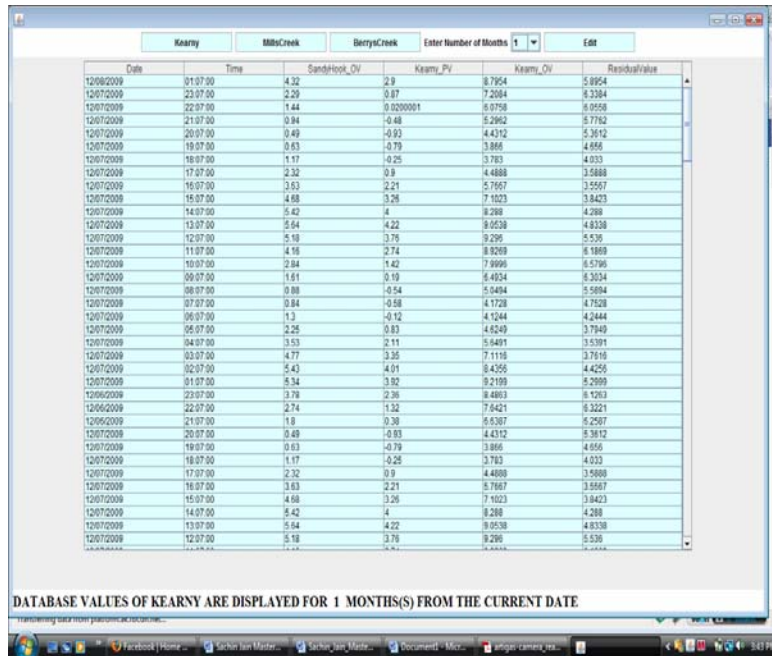 Kearny MillsCreek BerrysCreek Enter Number of Months 1 Edit
Date Time SandyHook_OV Kearny_PV Kearny_OV ResidualValue
12/08/2009 01:07:00 4.32 2.9 8.7954 5.8954
12/07/2009 23:07:00 2.29 0.87 7.2084 6.3384
12/07/2009 22:07:00 1.44 0.0200001 6.0758 6.0558
12/07/2009 21:07:00 0.94 -0.48 5.2962 5.7762
12/07/2009 20:07:00 0.49 -0.93 4.4312 5.3612
12/07/2009 19:07:00 0.63 -0.79 3.866 4.656
12/07/2009 18:07:00 1.17 -0.25 3.783 4.033
12/07/2009 17:07:00 2.32 0.9 4.4888 3.5888
12/07/2009 16:07:00 3.63 2.21 5.7667 3.5567
12/07/2009 15:07:00 4.68 3.26 7.1023 3.8423
12/07/2009 14:07:00 5.42 4 8.288 4.288
12/07/2009 13:07:00 5.64 4.22 9.0538 4.8338
12/07/2009 12:07:00 5.18 3.76 9.296 5.536
12/07/2009 11:07:00 4.16 2.74 8.9269 6.1869
12/07/2009 10:07:00 2.84 1.42 7.9996 6.5796
12/07/2009 09:07:00 1.61 0.19 6.4934 6.3034
12/07/2009 08:07:00 0.88 -0.54 5.0494 5.5894
12/07/2009 07:07:00 0.84 -0.58 4.1728 4.7528
12/07/2009 06:07:00 1.3 -0.12 4.1244 4.2444
12/07/2009 05:07:00 2.25 0.83 4.6249 3.7949
12/07/2009 04:07:00 3.53 2.11 5.6491 3.5391
12/07/2009 03:07:00 4.77 3.35 7.1116 3.7616
12/07/2009 02:07:00 5.43 4.01 8.4356 4.4256
12/07/2009 01:07:00 5.34 3.92 9.2199 5.2999
12/06/2009 23:07:00 3.78 2.36 8.4863 6.1263
12/06/2009 22:07:00 2.74 1.32 7.6421 6.3221
12/06/2009 21:07:00 1.8 0.38 6.6387 6.2587
12/07/2009 20:07:00 0.49 -0.93 4.4312 5.3612
12/07/2009 19:07:00 0.63 -0.79 3.866 4.656
12/07/2009 18:07:00 1.17 -0.25 3.783 4.033
12/07/2009 17:07:00 2.32 0.9 4.4888 3.5888
12/07/2009 16:07:00 3.63 2.21 5.7667 3.5567
12/07/2009 15:07:00 4.68 3.26 7.1023 3.8423
12/07/2009 14:07:00 5.42 4 8.288 4.288
12/07/2009 13:07:00 5.64 4.22 9.0538 4.8338
12/07/2009 12:07:00 5.18 3.76 9.296 5.536
DATABASE VALUES OF KEARNY ARE DISPLAYED FOR 1 MONTHS(S) FROM THE CURRENT DATE
Transferring data from
Facebook | Home ... Sachin Jain Master... Sachin_Jain_Maste... Document1 - Micr... artigas-camera_rea... 3:43 P